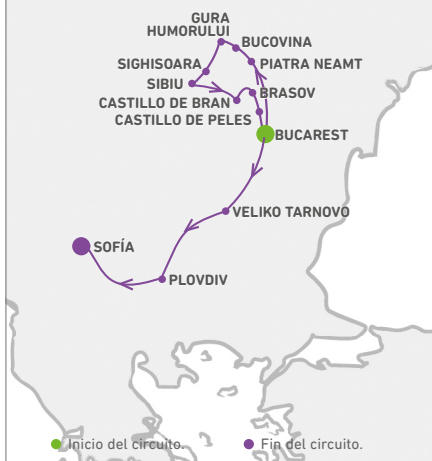 GURA
HUMORULUI
BUCOVINA
SIGHISOARA
PIATRA NEAMT
SIBIU
BRASOV
CASTILLO DE BRAN
CASTILLO DE PELES
BUCAREST
VELIKO TARNOVO
SOFÍA
PLOVDIV
Inicio del circuito.
Fin del circuito.